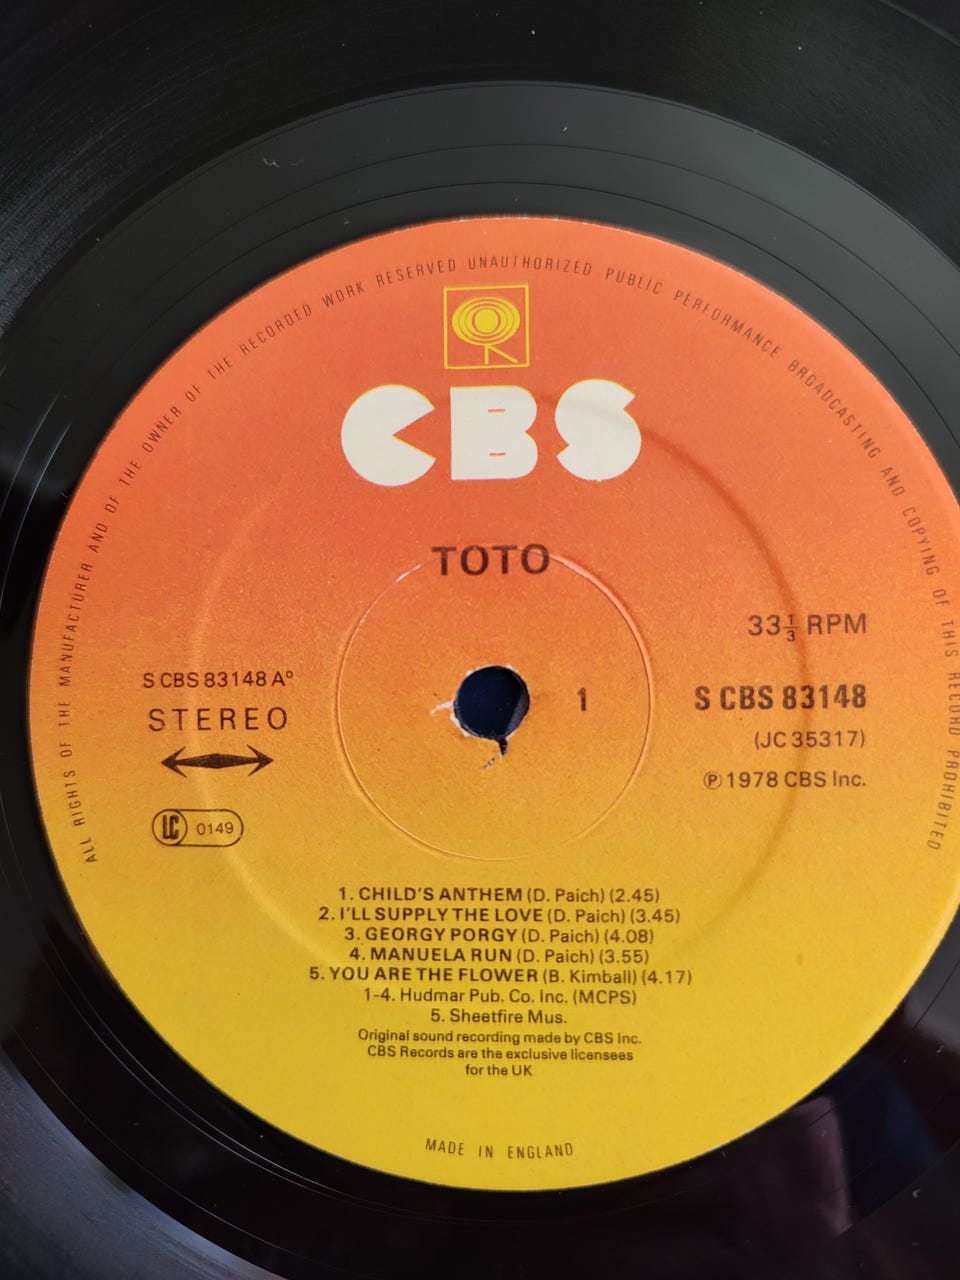 ALL RIGHTS OF THE MANUFACTURER AND OF THE OWNER OF THE RECORDED WORK RESERVED UNAUTHORIZED PUBLIC PERFORMANCE BROADCASTING AND COPYING OF THIS RECORD PROHIBITED
CBS
TOTO
33⅓ RPM
S CBS 83148 A°
STEREO
LC 0149
1
S CBS 83148
(JC 35317)
℗ 1978 CBS Inc.
1. CHILD'S ANTHEM (D. Paich) (2.45)
2. I'LL SUPPLY THE LOVE (D. Paich) (3.45)
3. GEORGY PORGY (D. Paich) (4.08)
4. MANUELA RUN (D. Paich) (3.55)
5. YOU ARE THE FLOWER (B. Kimball) (4.17)
1-4. Hudmar Pub. Co. Inc. (MCPS)
5. Sheetfire Mus.
Original sound recording made by CBS Inc.
CBS Records are the exclusive licensees
for the UK
MADE IN ENGLAND